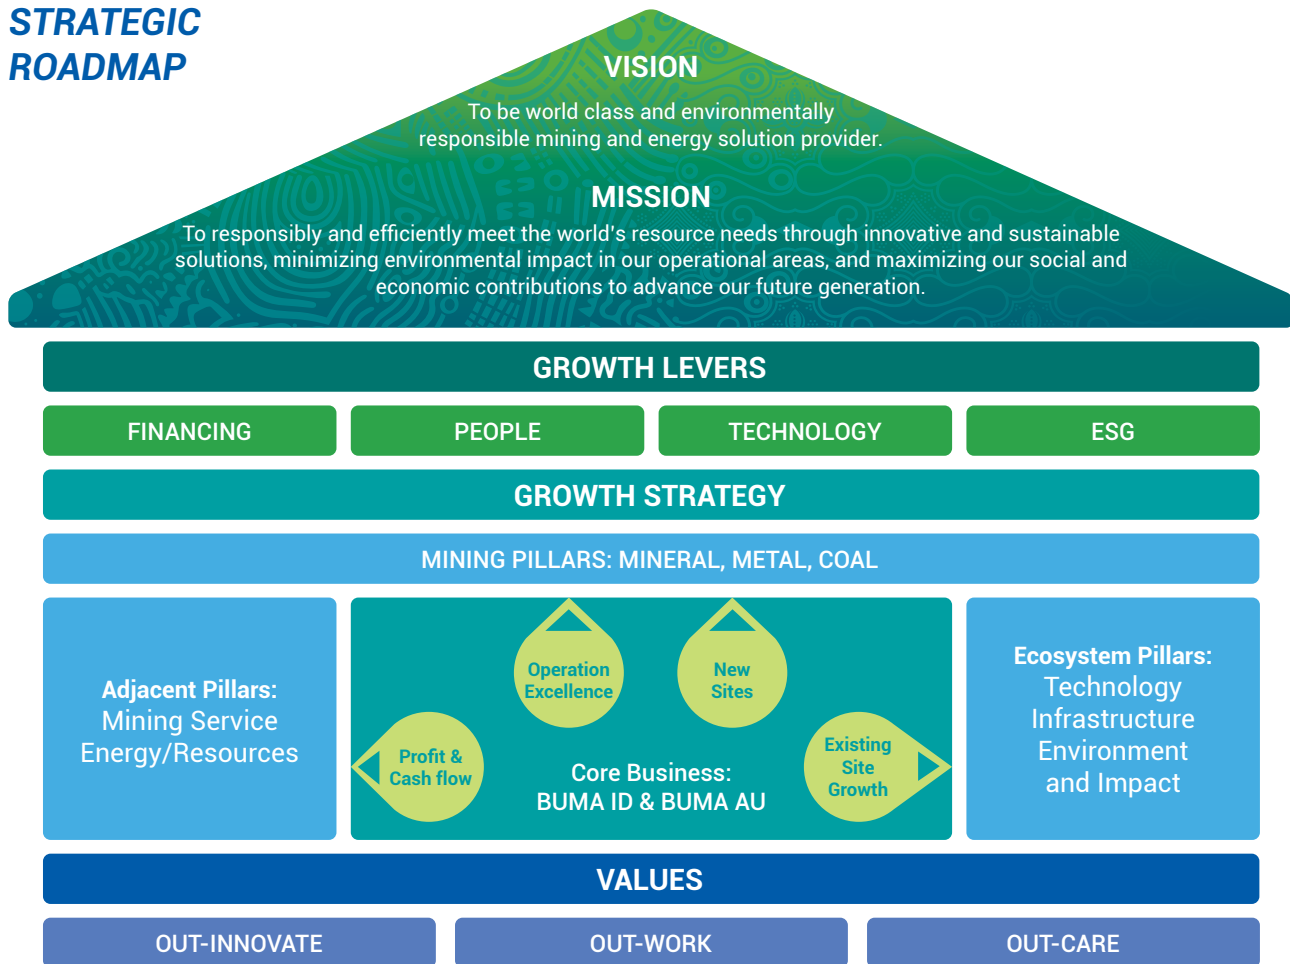 STRATEGIC
ROADMAP
VISION
To be world class and environmentally
responsible mining and energy solution provider.
MISSION
To responsibly and efficiently meet the world's resource needs through innovative and sustainable
solutions, minimizing environmental impact in our operational areas, and maximizing our social and
economic contributions to advance our future generation.
GROWTH LEVERS
FINANCING
PEOPLE
TECHNOLOGY
ESG
GROWTH STRATEGY
MINING PILLARS: MINERAL, METAL, COAL
Adjacent Pillars:
Mining Service
Energy/Resources
Profit &
Cash flow
Operation
Excellence
New
Sites
Existing
Site
Growth
Core Business:
BUMA ID & BUMA AU
Ecosystem Pillars:
Technology
Infrastructure
Environment
and Impact
VALUES
OUT-INNOVATE
OUT-WORK
OUT-CARE